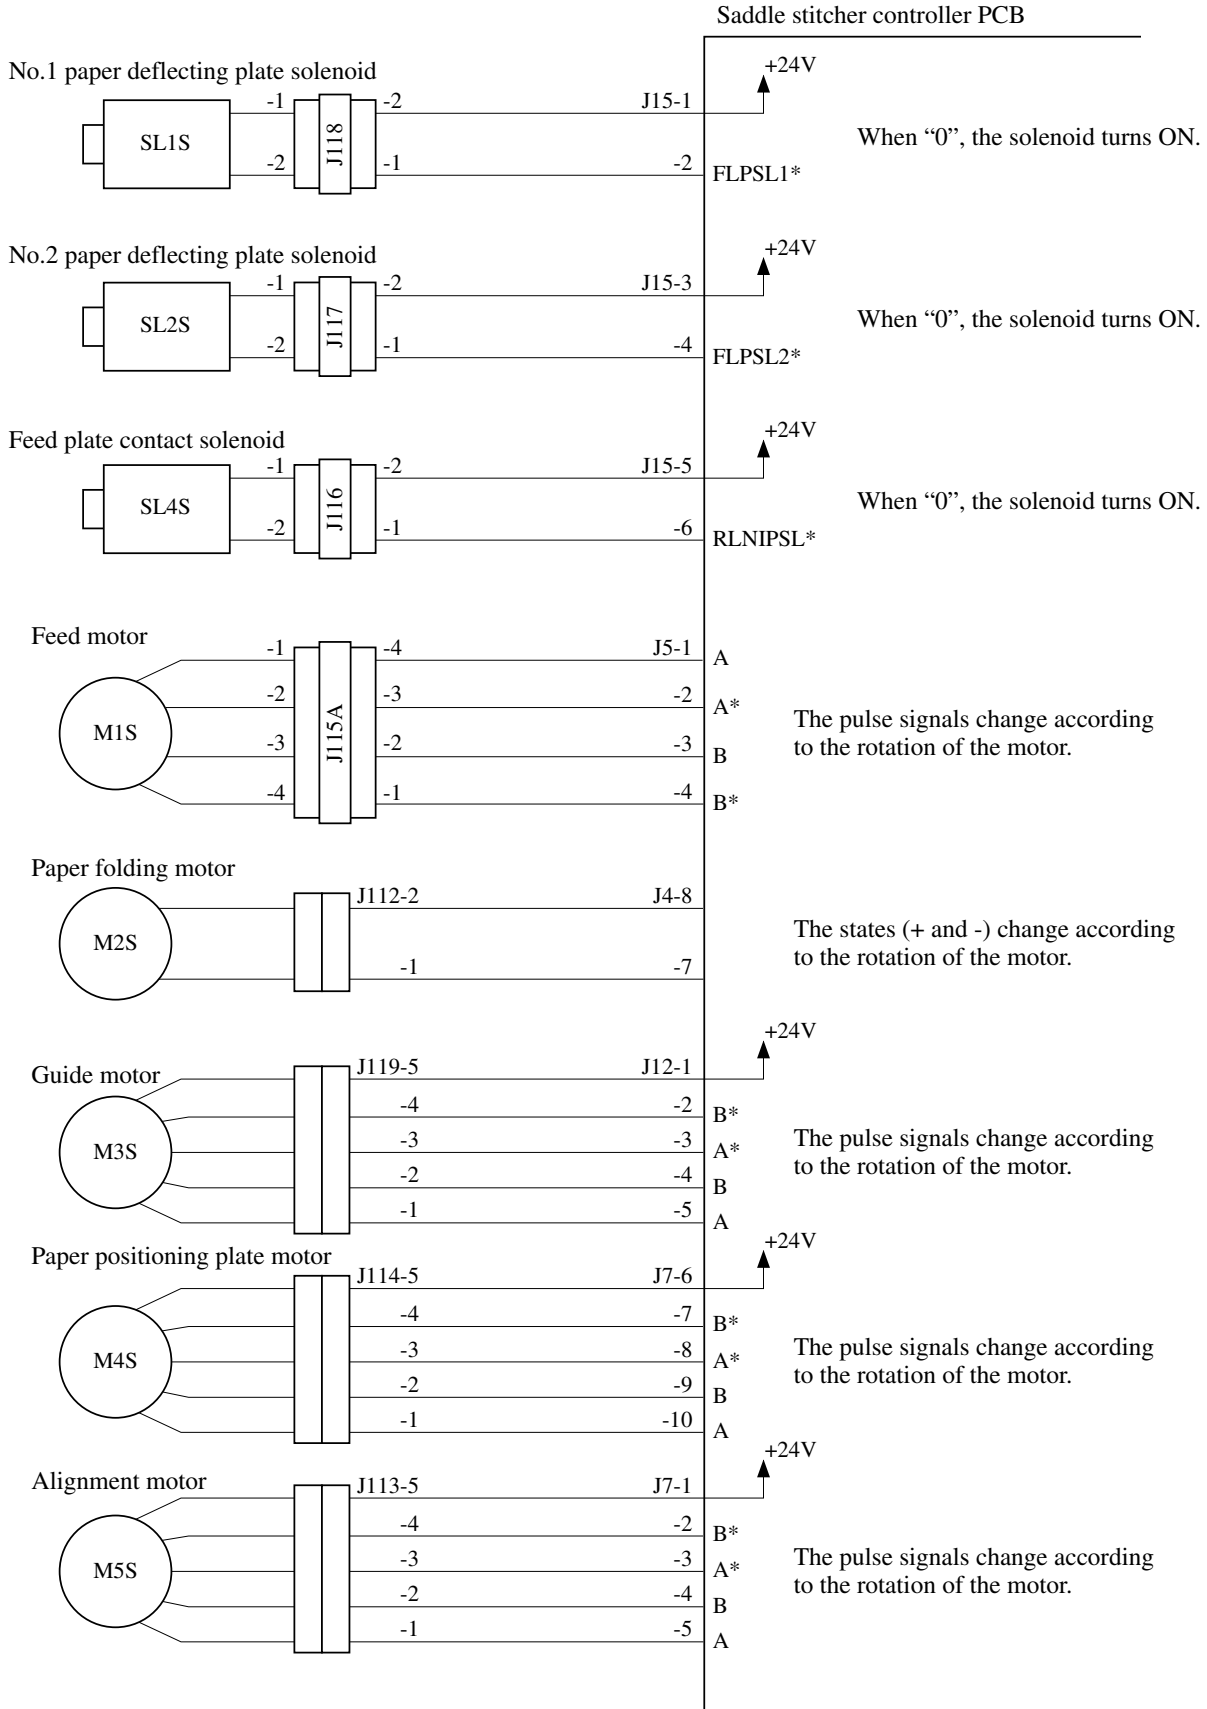 Saddle stitcher controller PCB
+24V
No.1 paper deflecting plate solenoid
-1 -2 J15-1
SL1S J118 When “0”, the solenoid turns ON.
-2 -1 -2 FLPSL1*
+24V
No.2 paper deflecting plate solenoid
-1 -2 J15-3
SL2S J117 When “0”, the solenoid turns ON.
-2 -1 -4 FLPSL2*
+24V
Feed plate contact solenoid
-1 -2 J15-5
SL4S J116 When “0”, the solenoid turns ON.
-2 -1 -6 RLNIPSL*
Feed motor
-1 -4 J5-1 A
-2 -3 -2 A*
M1S J115A The pulse signals change according
to the rotation of the motor.
-3 -2 -3 B
-4 -1 -4 B*
Paper folding motor
J112-2 J4-8
M2S The states (+ and -) change according
to the rotation of the motor.
-1 -7
+24V
Guide motor J119-5 J12-1
-4 -2 B*
M3S -3 -3 A* The pulse signals change according
to the rotation of the motor.
-2 -4 B
-1 -5 A
+24V
Paper positioning plate motor
J114-5 J7-6
-4 -7 B*
M4S -3 -8 A* The pulse signals change according
to the rotation of the motor.
-2 -9 B
-1 -10 A
+24V
Alignment motor J113-5 J7-1
-4 -2 B*
M5S -3 -3 A* The pulse signals change according
to the rotation of the motor.
-2 -4 B
-1 -5 A